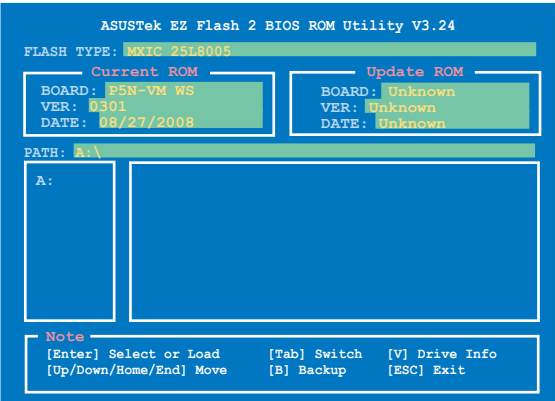 ASUSTek EZ Flash 2 BIOS ROM Utility V3.24
FLASH TYPE: MXIC 25L8005
Current ROM
BOARD: P5N-VM WS
VER: 0301
DATE: 08/27/2008
Update ROM
BOARD: Unknown
VER: Unknown
DATE: Unknown
PATH: A:\
A:
Note
[Enter] Select or Load [Tab] Switch [V] Drive Info
[Up/Down/Home/End] Move [B] Backup [ESC] Exit